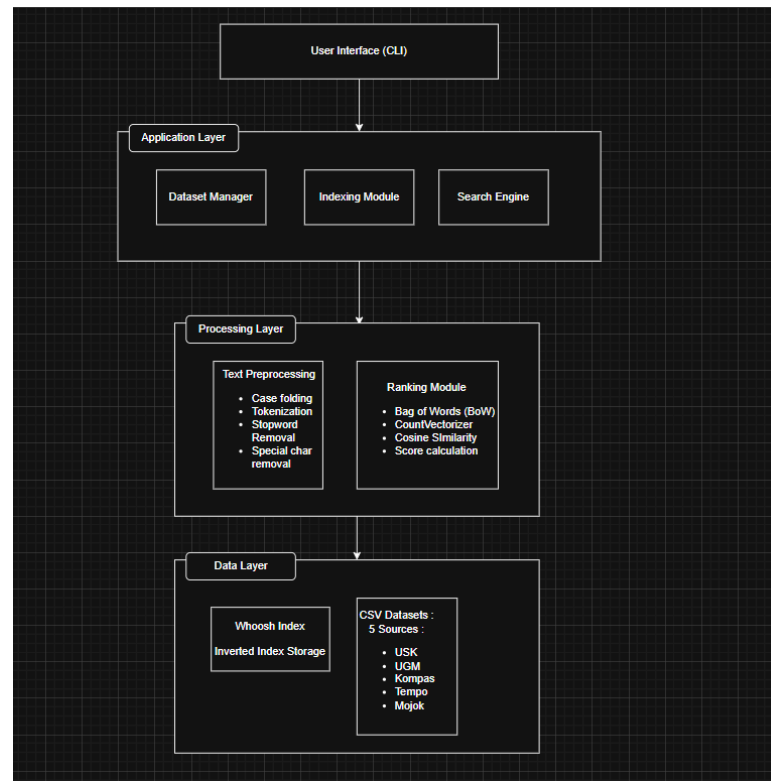 User Interface (CLI)
Application Layer
Dataset Manager
Indexing Module
Search Engine
Processing Layer
Text Preprocessing
• Case folding
• Tokenization
• Stopword
Removal
• Special char
removal
Ranking Module
• Bag of Words (BoW)
• CountVectorizer
• Cosine SImilarity
• Score calculation
Data Layer
Whoosh Index
Inverted Index Storage
CSV Datasets :
5 Sources :
• USK
• UGM
• Kompas
• Tempo
• Mojok